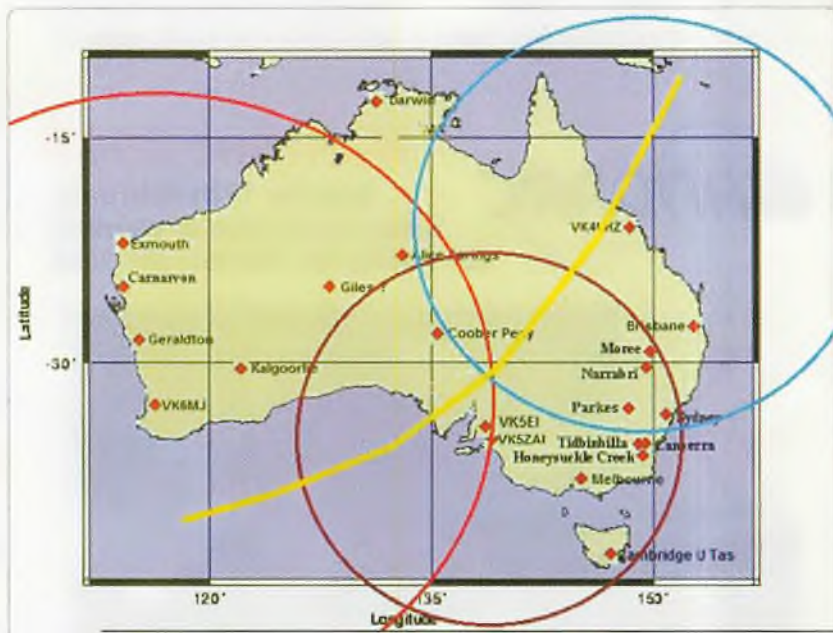 Darwin
-15°
VK4
Exmouth
Alice Springs
Carnarvon
Giles ?
Latitude
Brisbane
Coober Pedy
Geraldton
Moree
-30°
Kalgoorlie
Narrabri
VK6MJ
Parkes
Sydney
VK5EI
VK5ZAI
Tidbinbilla
Canberra
Honeysuckle Creek
Melbourne
Cambridge U Tas
120°
135°
150°
Longitude